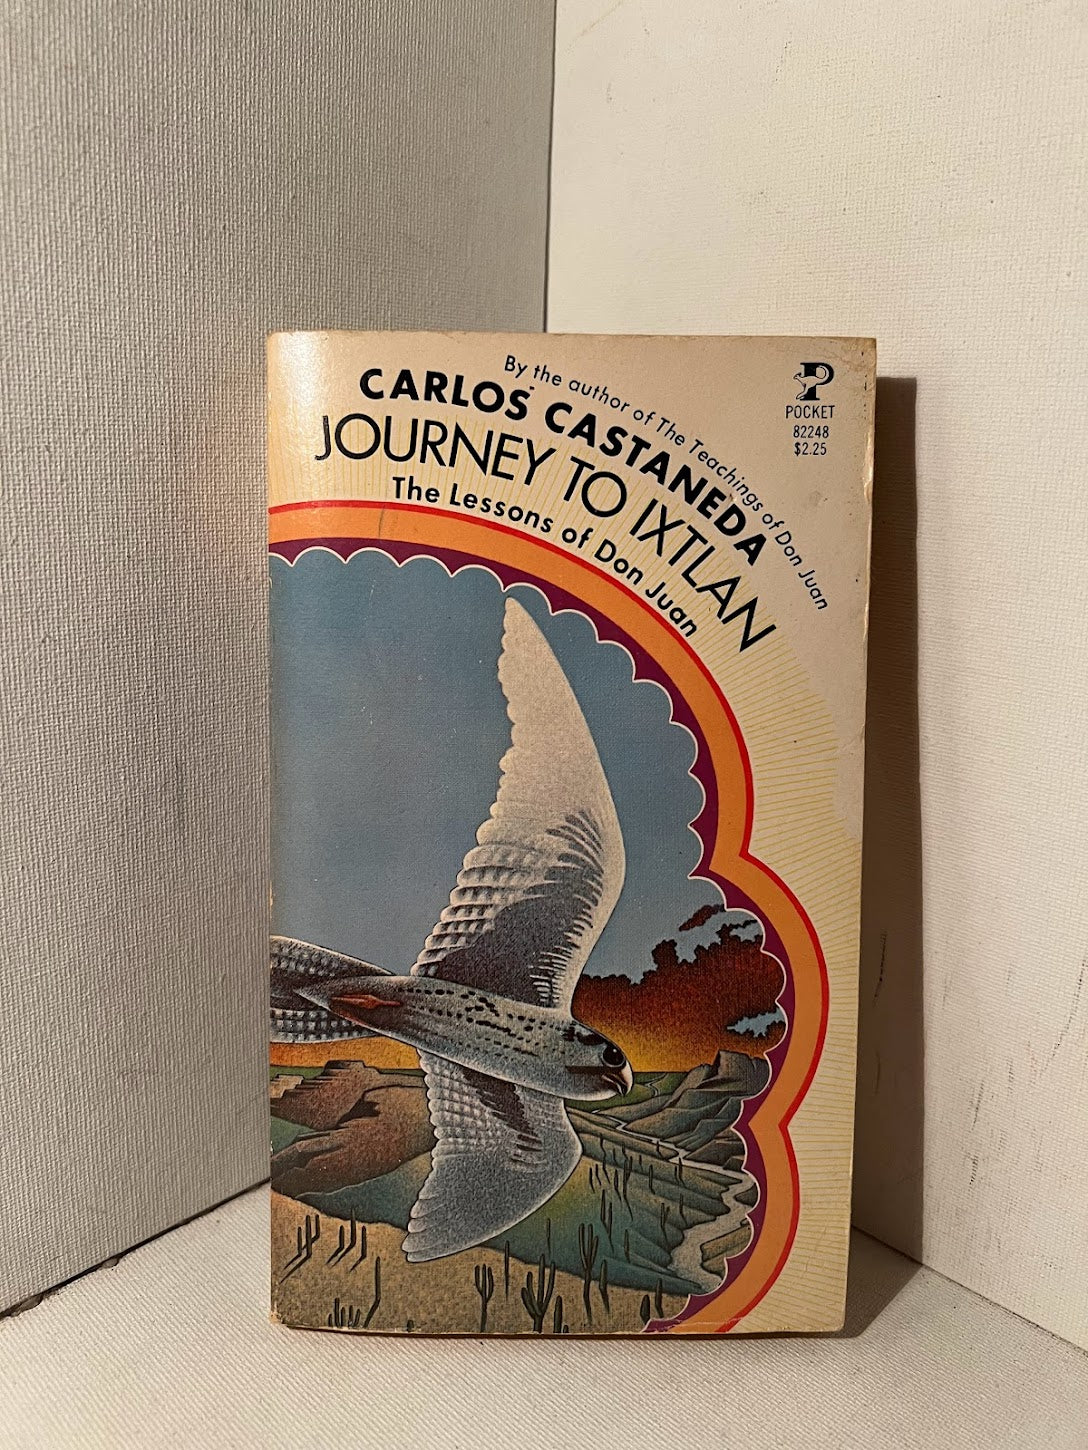 By the author of The Teachings of Don Juan
CARLOS CASTANEDA
JOURNEY TO IXTLAN
The Lessons of Don Juan
P
POCKET
82248
$2.25